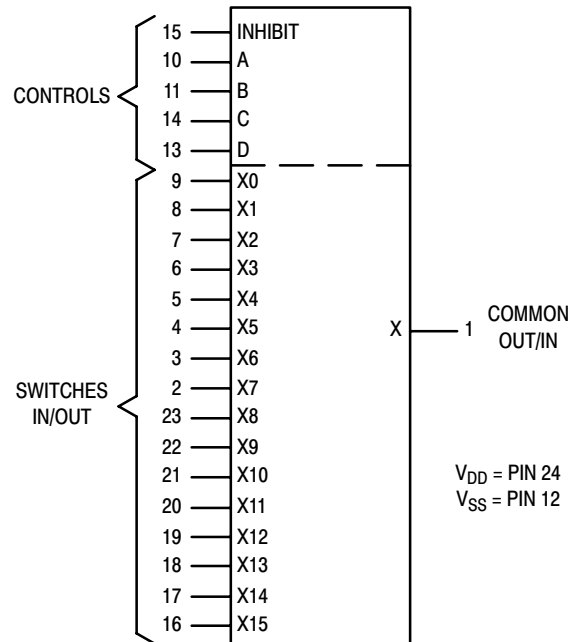 15 INHIBIT
10 A
CONTROLS 11 B
14 C
13 D
9 X0
8 X1
7 X2
6 X3
5 X4
4 X5
3 X6
SWITCHES
IN/OUT
2 X7
23 X8
22 X9
21 X10
20 X11
19 X12
18 X13
17 X14
16 X15
X 1 COMMON
OUT/IN
VDD = PIN 24
VSS = PIN 12